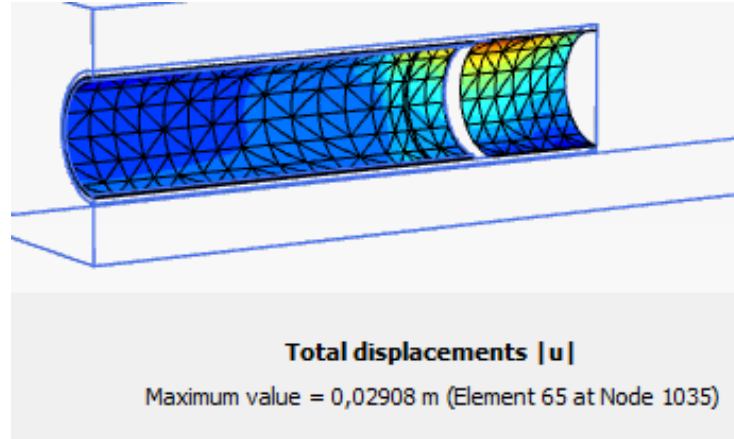 Total displacements |u|
Maximum value = 0,02908 m (Element 65 at Node 1035)